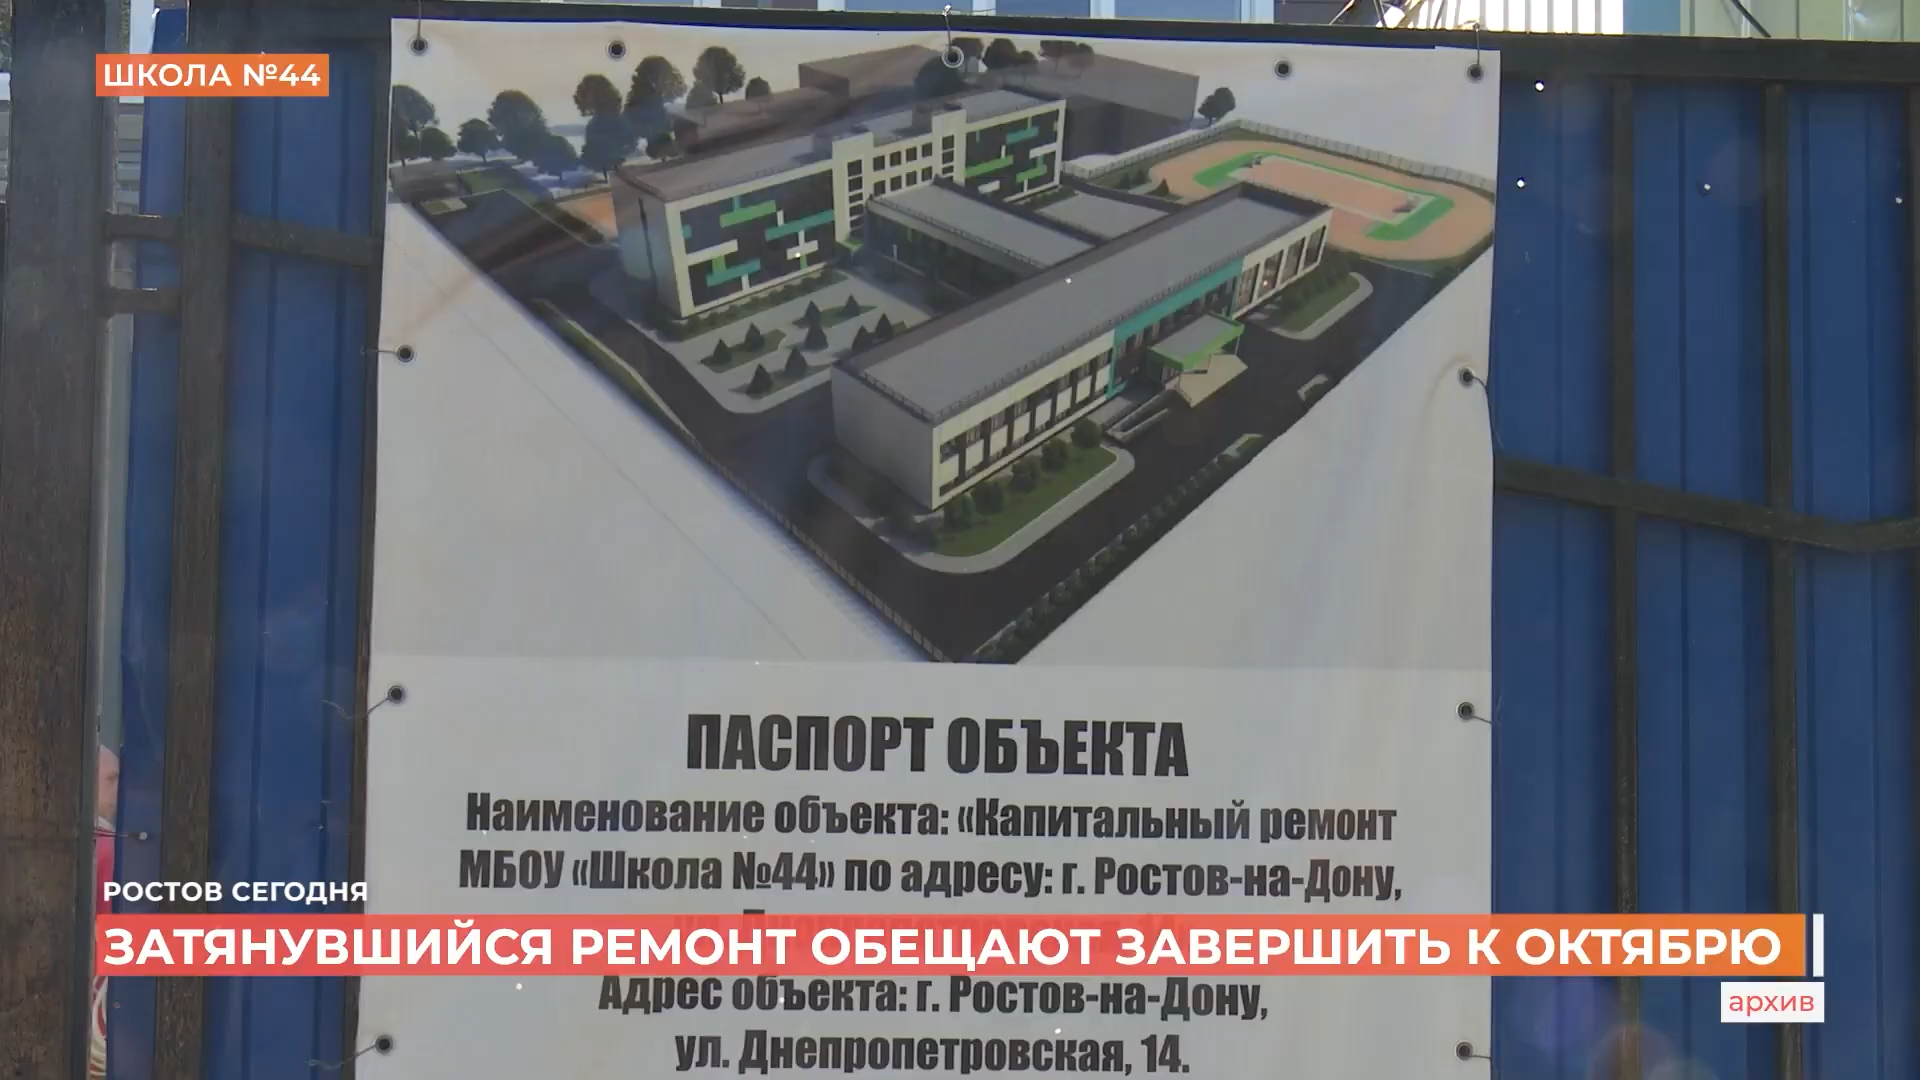 ШКОЛА №44
ПАСПОРТ ОБЪЕКТА
Наименование объекта: «Капитальный ремонт
МБОУ «Школа №44» по адресу: г. Ростов-на-Дону,
РОСТОВ СЕГОДНЯ
ЗАТЯНУВШИЙСЯ РЕМОНТ ОБЕЩАЮТ ЗАВЕРШИТЬ К ОКТЯБРЮ
Адрес объекта: г. Ростов-на-Дону,
архив
ул. Днепропетровская, 14.